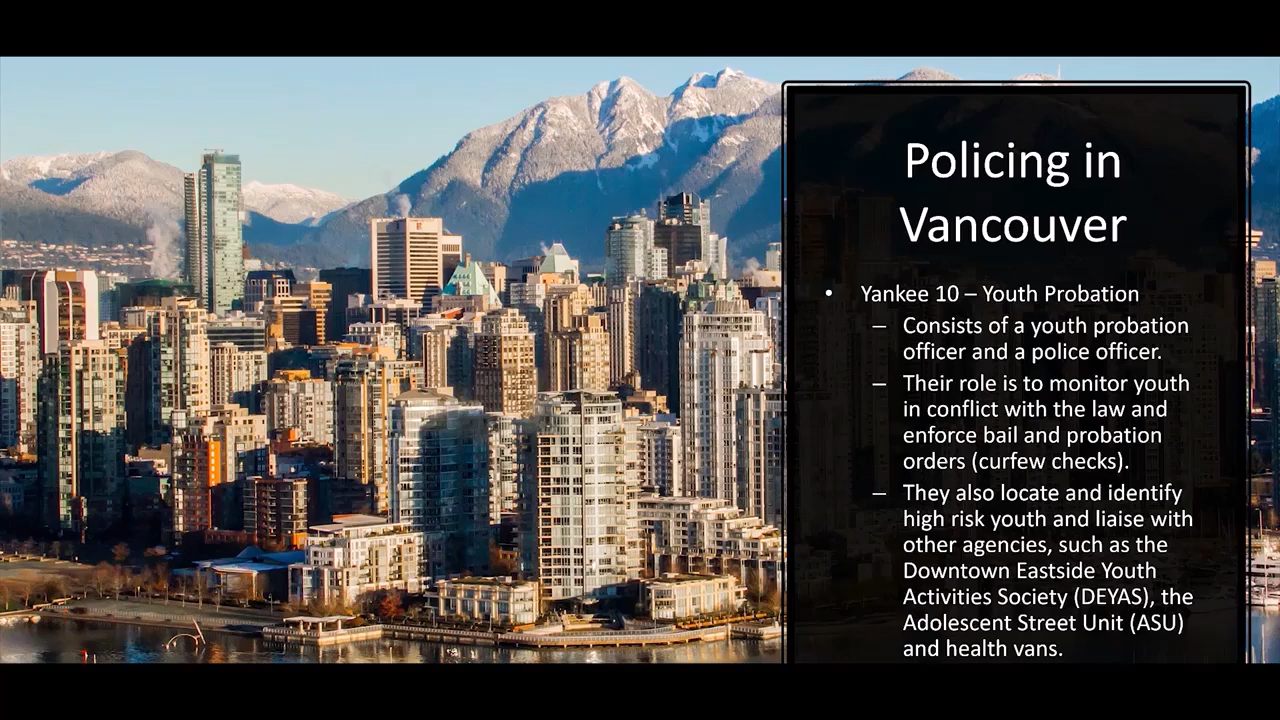 Policing in
Vancouver
• Yankee 10 – Youth Probation
– Consists of a youth probation
officer and a police officer.
– Their role is to monitor youth
in conflict with the law and
enforce bail and probation
orders (curfew checks).
– They also locate and identify
high risk youth and liaise with
other agencies, such as the
Downtown Eastside Youth
Activities Society (DEYAS), the
Adolescent Street Unit (ASU)
and health vans.